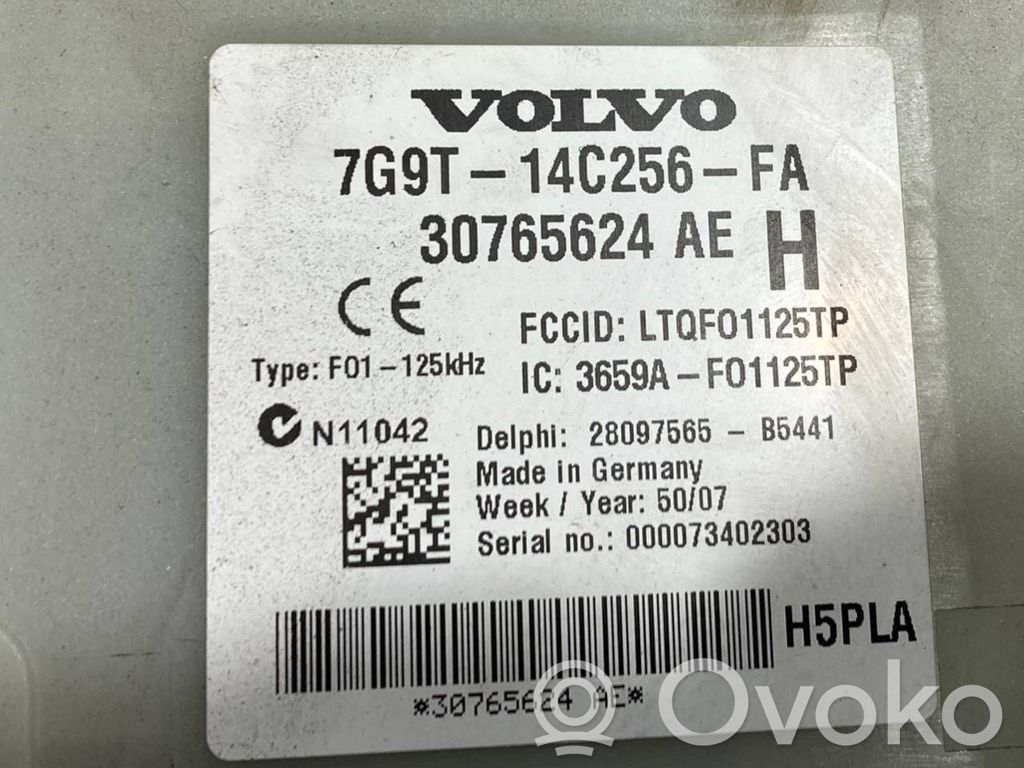 VOLVO
7G9T-14C256-FA
30765624 AE H
CE
FCCID: LTQFO1125TP
Type: FO1-125kHz
IC: 3659A-FO1125TP
N11042
Delphi: 28097565 - B5441
Made in Germany
Week / Year: 50/07
Serial no.: 000073402303
H5PLA
*30765624 AE*
Ovoko